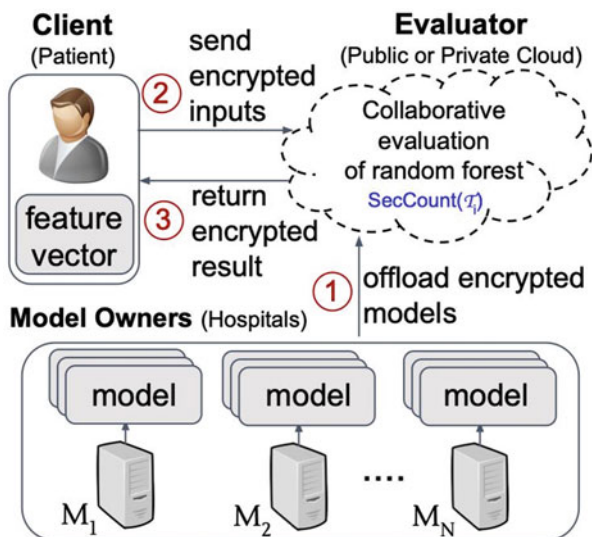 Client
(Patient)
Evaluator
(Public or Private Cloud)
② send
encrypted
inputs
Collaborative
evaluation
of random forest
SecCount(𝒯ᵢ)
feature
vector
③ return
encrypted
result
① offload encrypted
models
Model Owners (Hospitals)
model
model
model
M₁
M₂
....
M_N